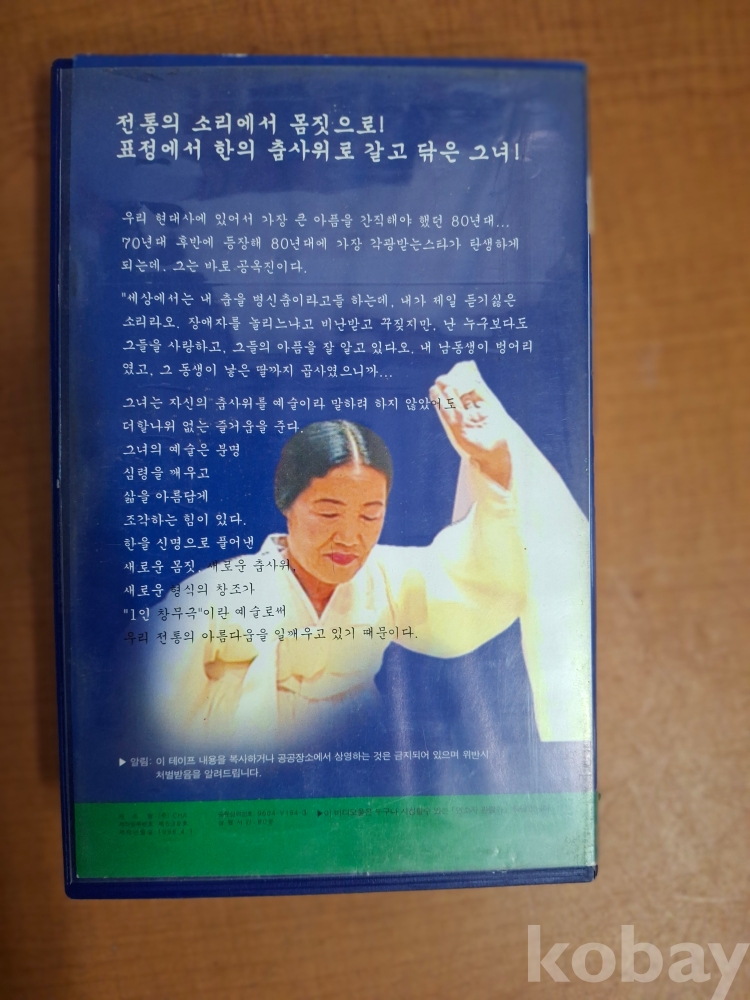 전통의 소리에서 몸짓으로!
표정에서 한의 춤사위로 갈고 닦은 그녀!
우리 현대사에 있어서 가장 큰 아픔을 간직해야 했던 80년대...
70년대 후반에 등장해 80년대에 가장 각광받는스타가 탄생하게
되는데, 그는 바로 공옥진이다.
"세상에서는 내 춤을 병신춤이라고들 하는데, 내가 제일 듣기싫은
소리라오. 장애자를 놀리느냐고 비난받고 꾸짖지만, 난 누구보다도
그들을 사랑하고, 그들의 아픔을 잘 알고 있다오. 내 남동생이 벙어리
였고, 그 동생이 낳은 딸까지 곱사였으니까...
그녀는 자신의 춤사위를 예술이라 말하려 하지 않았어도
더할나위 없는 즐거움을 준다.
그녀의 예술은 분명
심령을 깨우고
삶을 아름답게
조각하는 힘이 있다.
한을 신명으로 풀어낸
새로운 몸짓, 새로운 춤사위,
새로운 형식의 창조가
"1인 창무극"이란 예술로써
우리 전통의 아름다움을 일깨우고 있기 때문이다.
▶ 알림: 이 테이프 내용을 복사하거나 공공장소에서 상영하는 것은 금지되어 있으며 위반시
처벌받음을 알려드립니다.
kobay